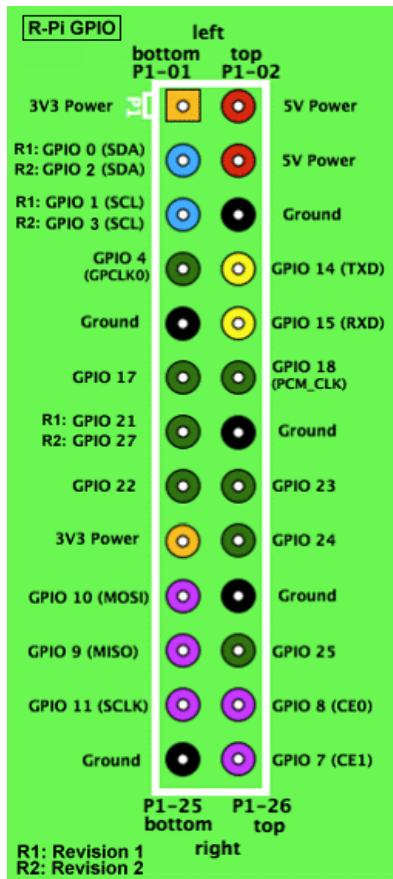 R-Pi GPIO
left
bottom top
P1-01 P1-02
3V3 Power P1 5V Power
R1: GPIO 0 (SDA)
R2: GPIO 2 (SDA)
5V Power
R1: GPIO 1 (SCL)
R2: GPIO 3 (SCL)
Ground
GPIO 4
(GPCLK0)
GPIO 14 (TXD)
Ground GPIO 15 (RXD)
GPIO 17
GPIO 18
(PCM_CLK)
R1: GPIO 21
R2: GPIO 27
Ground
GPIO 22 GPIO 23
3V3 Power GPIO 24
GPIO 10 (MOSI) Ground
GPIO 9 (MISO) GPIO 25
GPIO 11 (SCLK) GPIO 8 (CE0)
Ground GPIO 7 (CE1)
P1-25 P1-26
bottom top
right
R1: Revision 1
R2: Revision 2